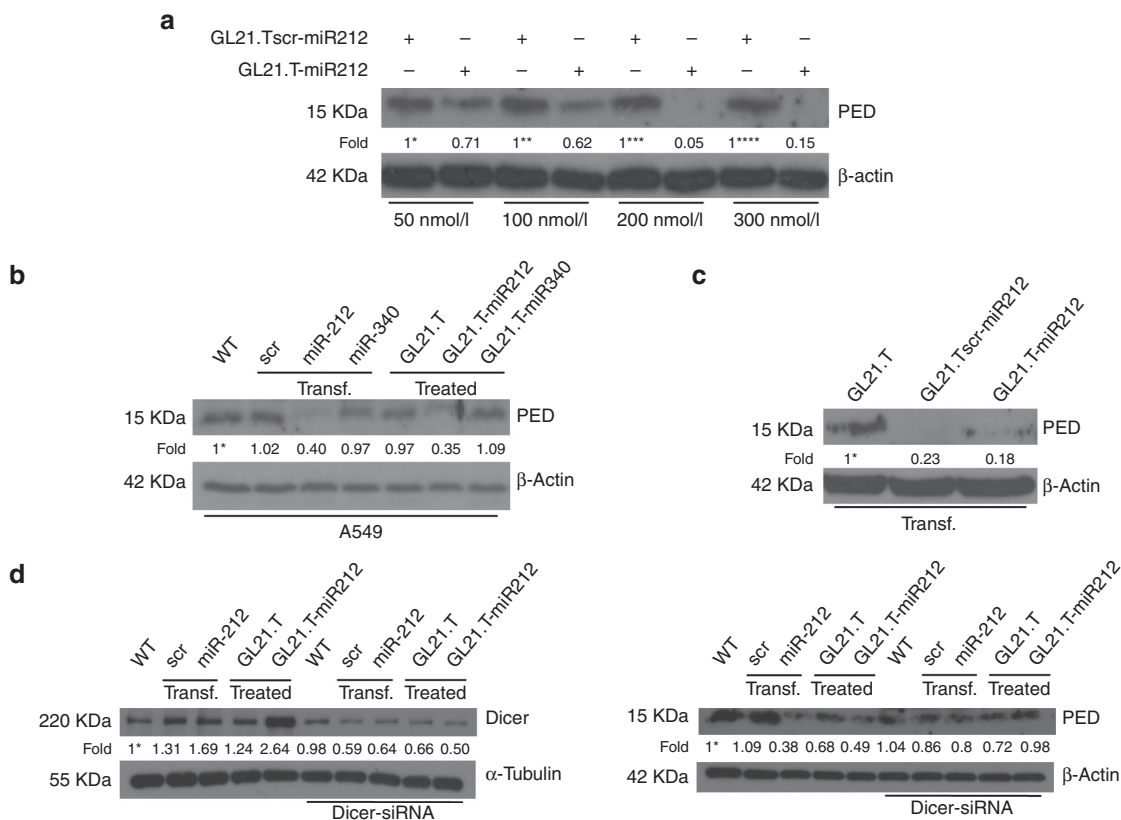 a
GL21.Tscr-miR212 + – + – + – + –
GL21.T-miR212 – + – + – + – +
15 KDa PED
Fold 1* 0.71 1** 0.62 1*** 0.05 1**** 0.15
42 KDa β-actin
50 nmol/l 100 nmol/l 200 nmol/l 300 nmol/l
b
WT scr miR-212 miR-340 GL21.T GL21.T-miR212 GL21.T-miR340
Transf. Treated
15 KDa PED
Fold 1* 1.02 0.40 0.97 0.97 0.35 1.09
42 KDa β-Actin
A549
c
GL21.T GL21.Tscr-miR212 GL21.T-miR212
15 KDa PED
Fold 1* 0.23 0.18
42 KDa β-Actin
Transf.
d
WT scr miR-212 GL21.T GL21.T-miR212 WT scr miR-212 GL21.T GL21.T-miR212
Transf. Treated Transf. Treated
220 KDa Dicer
Fold 1* 1.31 1.69 1.24 2.64 0.98 0.59 0.64 0.66 0.50
55 KDa α-Tubulin
Dicer-siRNA
WT scr miR-212 GL21.T GL21.T-miR212 WT scr miR-212 GL21.T GL21.T-miR212
Transf. Treated Transf. Treated
15 KDa PED
Fold 1* 1.09 0.38 0.68 0.49 1.04 0.86 0.8 0.72 0.98
42 KDa β-Actin
Dicer-siRNA